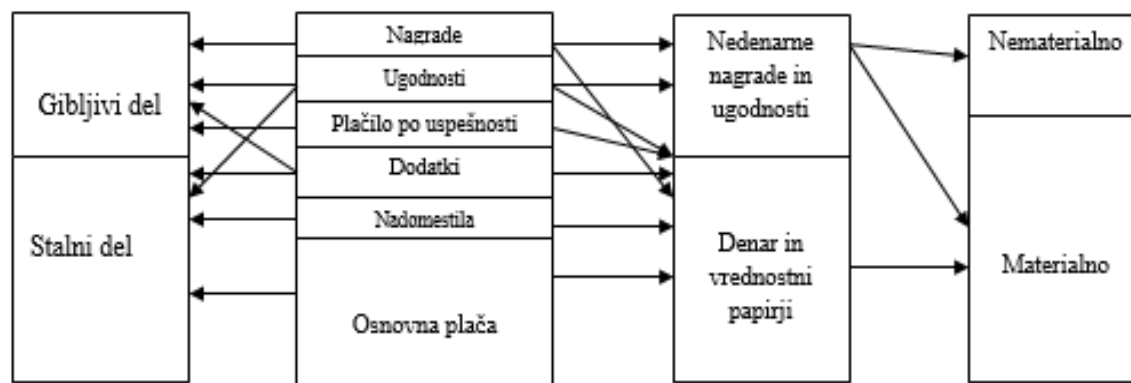 Gibljivi del
Stalni del
Nagrade
Ugodnosti
Plačilo po uspešnosti
Dodatki
Nadomestila
Osnovna plača
Nedenarne
nagrade in
ugodnosti
Denar in
vrednostni
papirji
Nematerialno
Materialno